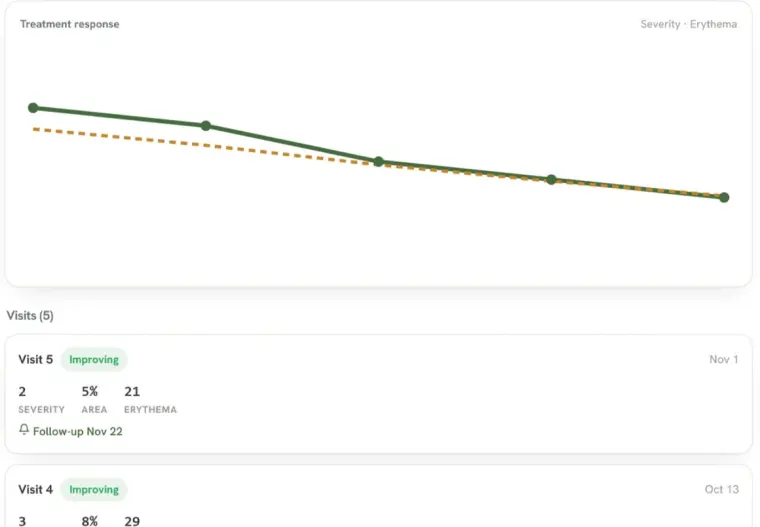 Treatment response
Severity · Erythema
Visits (5)
Visit 5 Improving Nov 1
2 5% 21
SEVERITY AREA ERYTHEMA
Follow-up Nov 22
Visit 4 Improving Oct 13
3 8% 29